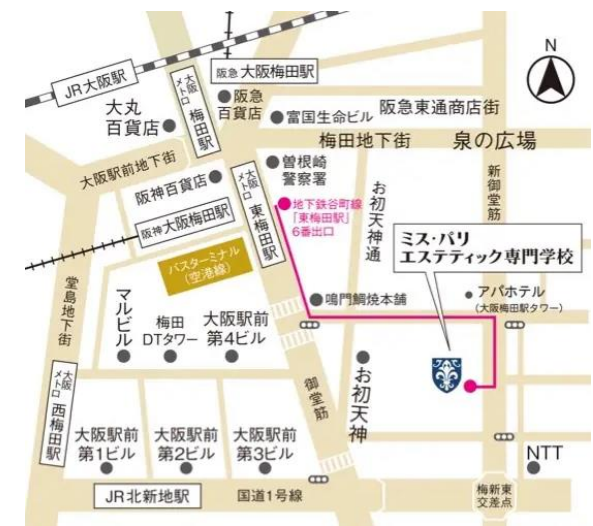 N
JR大阪駅
阪急 大阪梅田駅
大阪メトロ 梅田駅
大丸
百貨店
阪急
百貨店
富国生命ビル
阪急東通商店街
梅田地下街
泉の広場
大阪駅前地下街
阪神百貨店
曽根崎
警察署
大阪メトロ 東梅田駅
地下鉄谷町線
「東梅田駅」
6番出口
お初天神通
新御堂筋
阪神大阪梅田駅
バスターミナル
(空港線)
ミス・パリ
エステティック専門学校
堂島地下街
マルビル
梅田
DTタワー
大阪駅前
第4ビル
鳴門鯛焼本舗
アパホテル
(大阪梅田駅タワー)
大阪メトロ 西梅田駅
御堂筋
お初天神
大阪駅前
第1ビル
大阪駅前
第2ビル
大阪駅前
第3ビル
NTT
JR北新地駅
国道1号線
梅新東
交差点